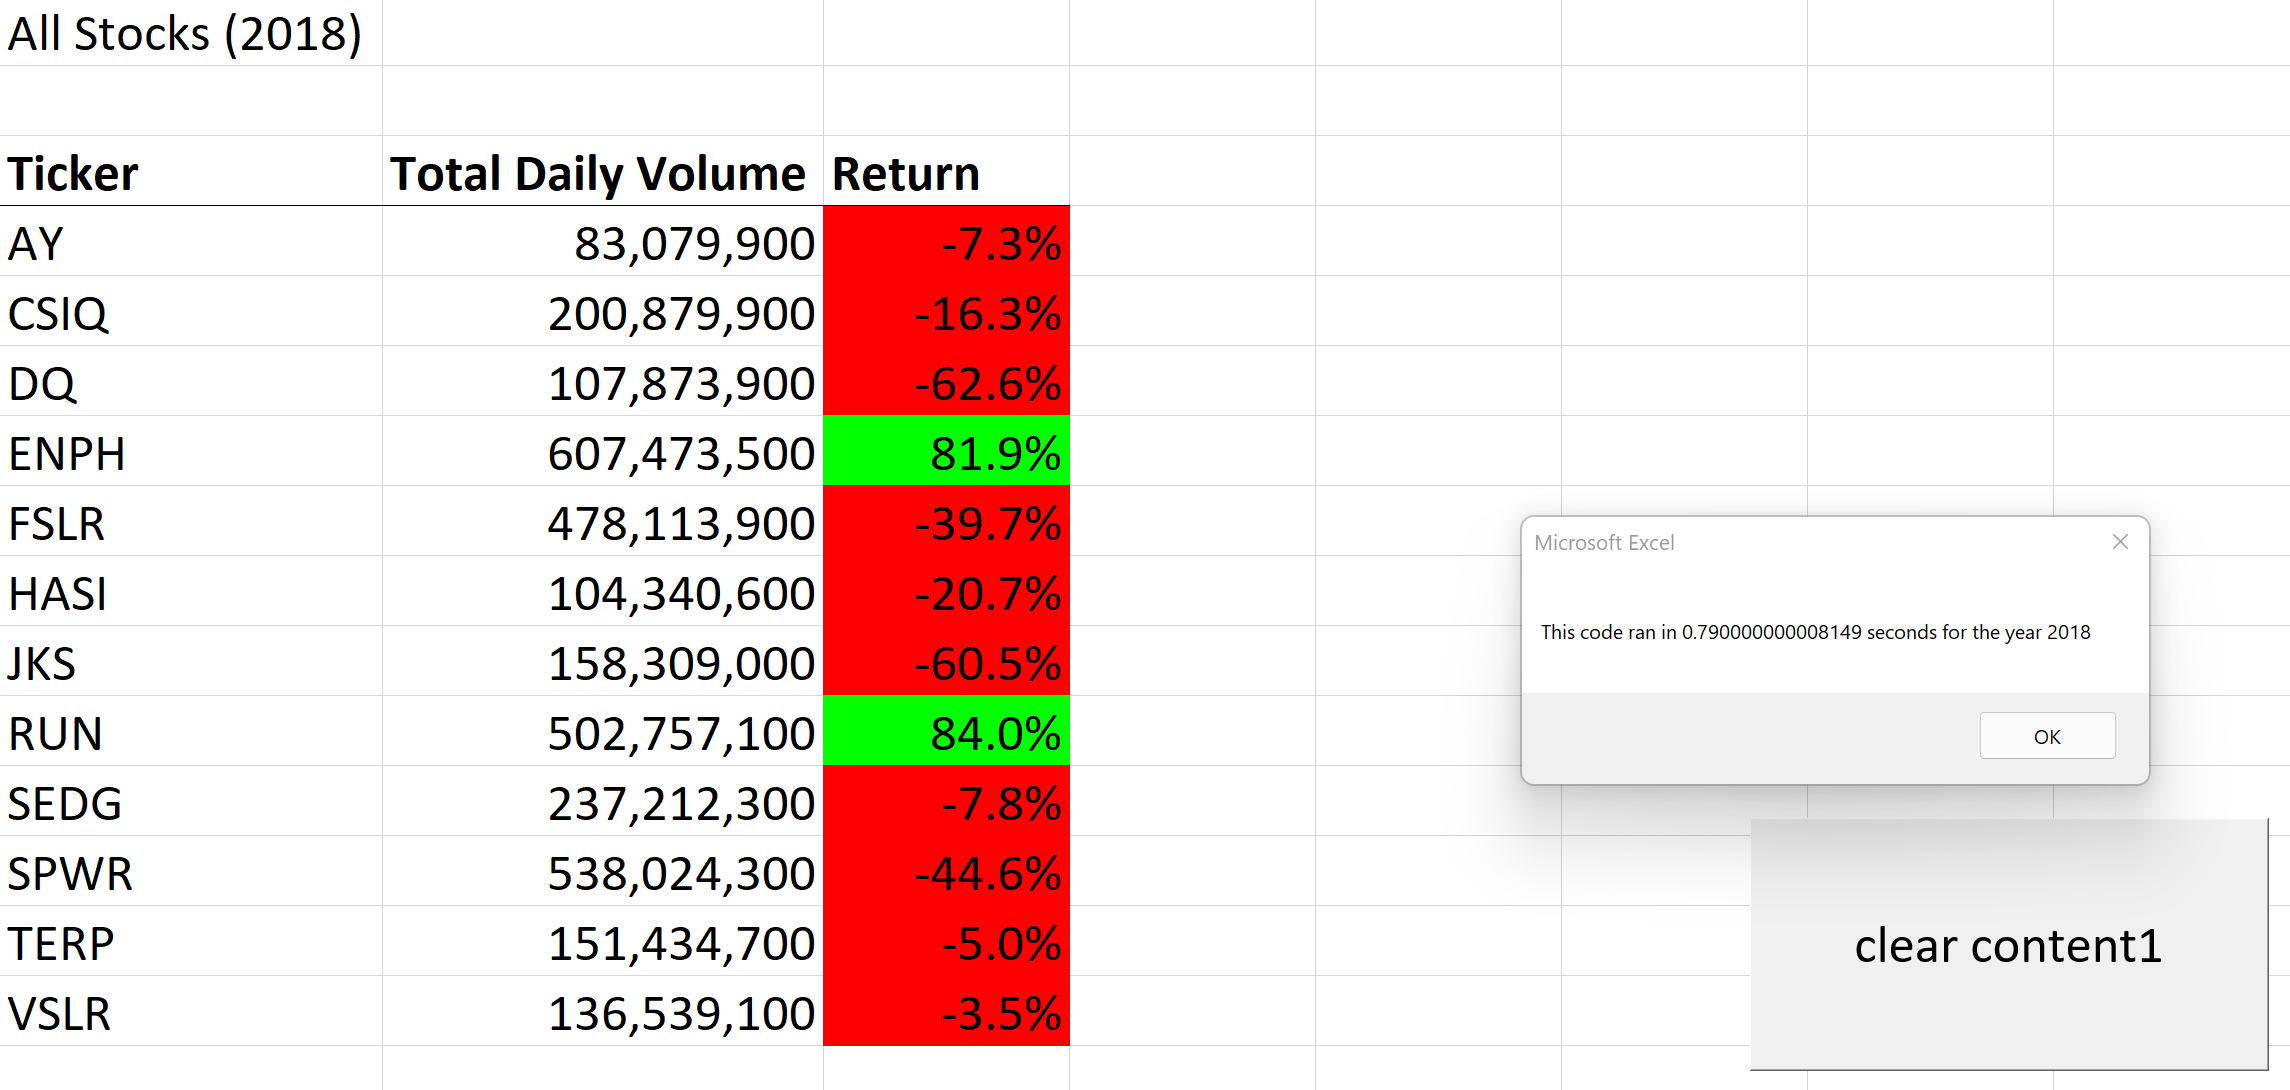 All Stocks (2018)
Ticker Total Daily Volume Return
AY 83,079,900 -7.3%
CSIQ 200,879,900 -16.3%
DQ 107,873,900 -62.6%
ENPH 607,473,500 81.9%
FSLR 478,113,900 -39.7%
HASI 104,340,600 -20.7%
JKS 158,309,000 -60.5%
RUN 502,757,100 84.0%
SEDG 237,212,300 -7.8%
SPWR 538,024,300 -44.6%
TERP 151,434,700 -5.0%
VSLR 136,539,100 -3.5%
Microsoft Excel
This code ran in 0.790000000008149 seconds for the year 2018
OK
clear content1